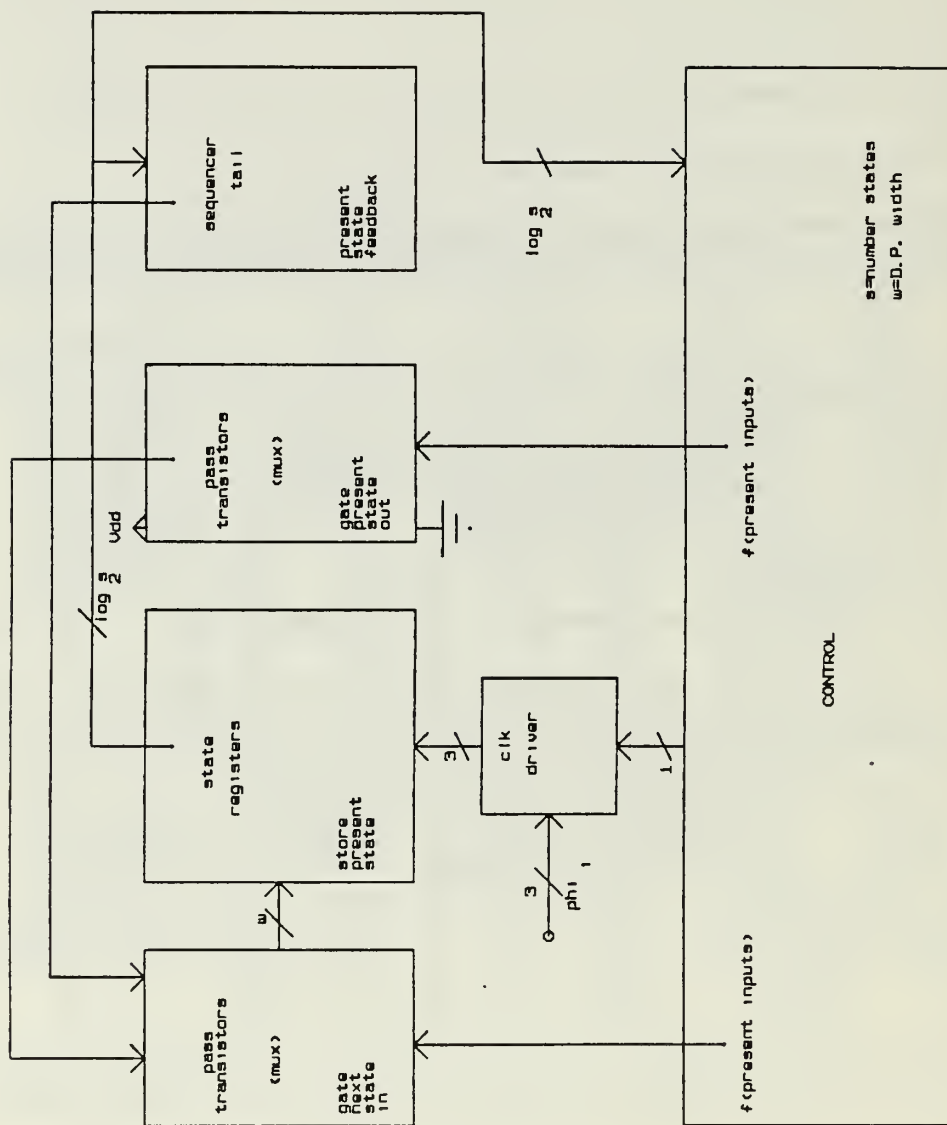 sequencer
tail
present
state
feedback
log s
2
pass
transistors
(mux)
gate
present
state
out
Vdd
log s
2
state
registers
store
present
state
clk
driver
3
1
3
phi 1
w
pass
transistors
(mux)
gate
next
state
in
s=number states
w=D.P. width
f(present inputs)
CONTROL
f(present inputs)